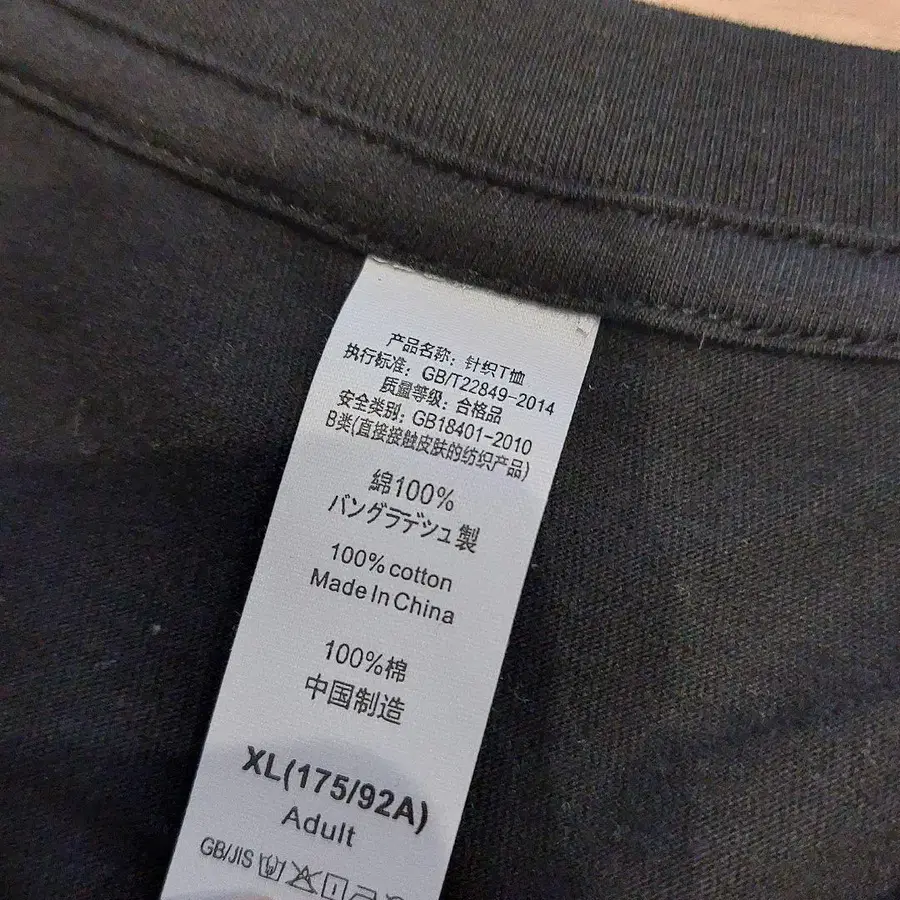 产品名称：针织T恤
执行标准：GB/T22849-2014
质量等级：合格品
安全类别：GB18401-2010
B类(直接接触皮肤的纺织产品)
綿100%
バングラデシュ製
100% cotton
Made In China
100%棉
中国制造
XL(175/92A)
Adult
GB/JIS